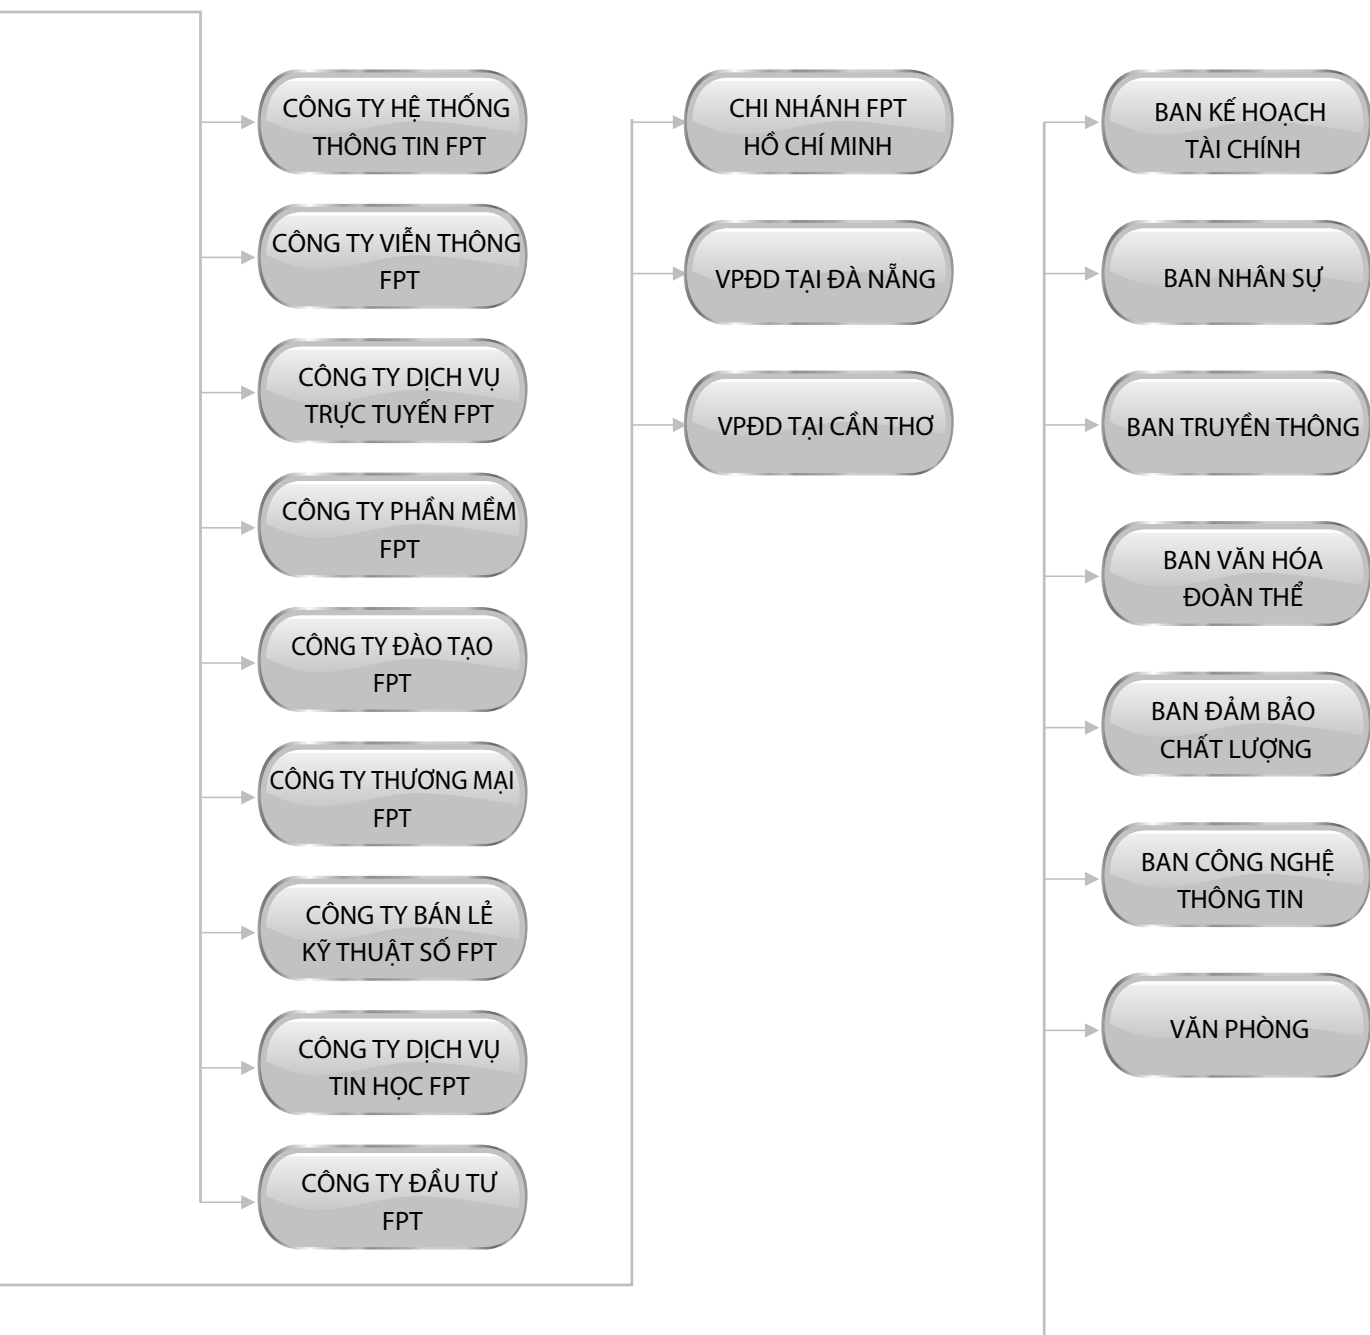 CÔNG TY HỆ THỐNG
THÔNG TIN FPT
CÔNG TY VIỄN THÔNG
FPT
CÔNG TY DỊCH VỤ
TRỰC TUYẾN FPT
CÔNG TY PHẦN MỀM
FPT
CÔNG TY ĐÀO TẠO
FPT
CÔNG TY THƯƠNG MẠI
FPT
CÔNG TY BÁN LẺ
KỸ THUẬT SỐ FPT
CÔNG TY DỊCH VỤ
TIN HỌC FPT
CÔNG TY ĐẦU TƯ
FPT
CHI NHÁNH FPT
HỒ CHÍ MINH
VPĐD TẠI ĐÀ NẴNG
VPĐD TẠI CẦN THƠ
BAN KẾ HOẠCH
TÀI CHÍNH
BAN NHÂN SỰ
BAN TRUYỀN THÔNG
BAN VĂN HÓA
ĐOÀN THỂ
BAN ĐẢM BẢO
CHẤT LƯỢNG
BAN CÔNG NGHỆ
THÔNG TIN
VĂN PHÒNG